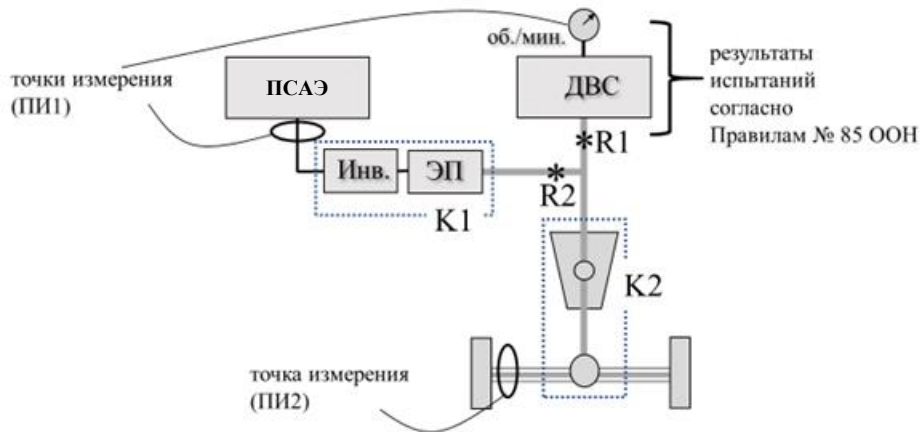 об./мин.
точки измерения
(ПИ1)
ПСАЭ
ДВС
результаты
испытаний
согласно
Правилам № 85 ООН
R1
Инв.
ЭП
R2
K1
K2
точка измерения
(ПИ2)